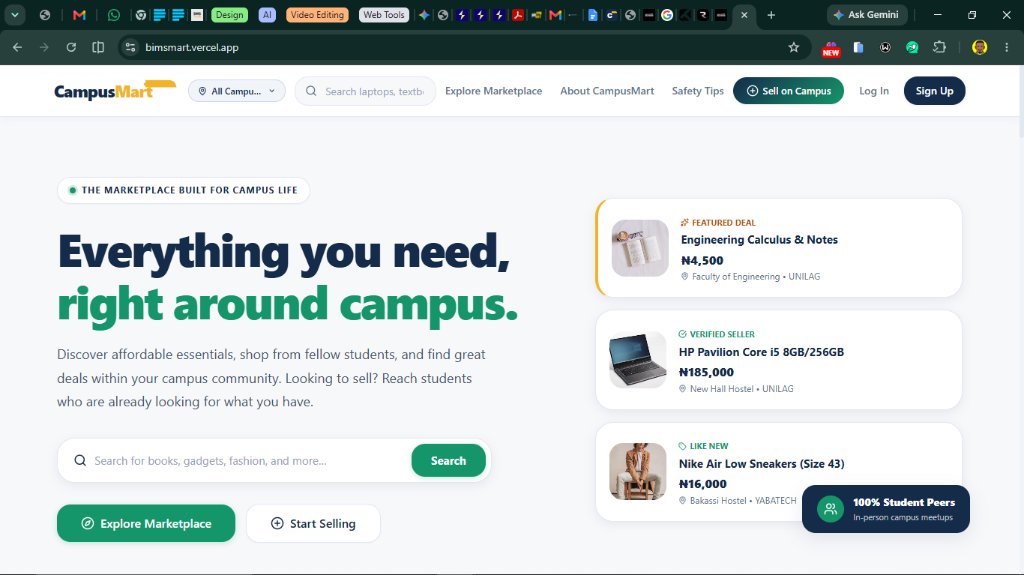 Design
AI
Video Editing
Web Tools
Ask Gemini
bimsmart.vercel.app
NEW
CampusMart
All Campu...
Search laptops, textb
Explore Marketplace
About CampusMart
Safety Tips
Sell on Campus
Log In
Sign Up
THE MARKETPLACE BUILT FOR CAMPUS LIFE
Everything you need,
right around campus.
Discover affordable essentials, shop from fellow students, and find great
deals within your campus community. Looking to sell? Reach students
who are already looking for what you have.
Search for books, gadgets, fashion, and more...
Search
Explore Marketplace
Start Selling
FEATURED DEAL
Engineering Calculus & Notes
₦4,500
Faculty of Engineering • UNILAG
VERIFIED SELLER
HP Pavilion Core i5 8GB/256GB
₦185,000
New Hall Hostel • UNILAG
LIKE NEW
Nike Air Low Sneakers (Size 43)
₦16,000
Bakassi Hostel • YABATECH
100% Student Peers
In-person campus meetups